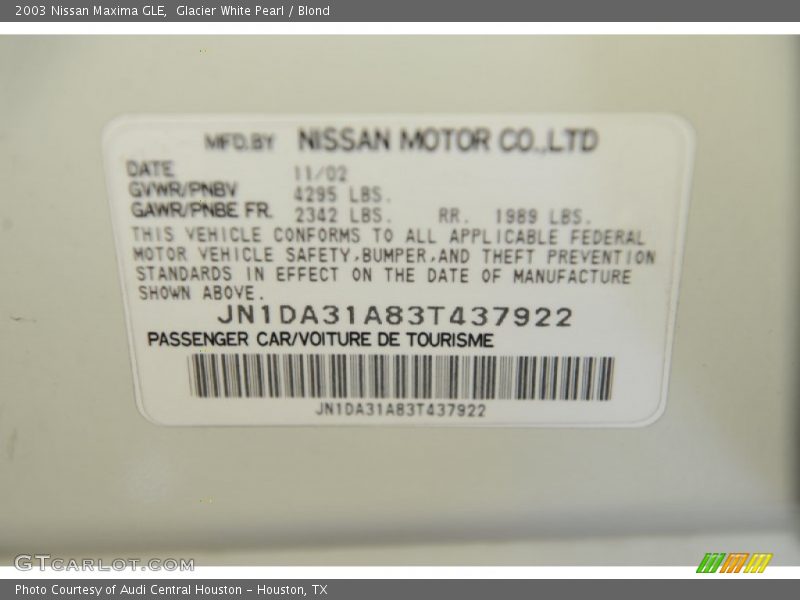 2003 Nissan Maxima GLE, Glacier White Pearl / Blond
MFD.BY NISSAN MOTOR CO.,LTD
DATE 11/02
GVWR/PNBV 4295 LBS.
GAWR/PNBE FR. 2342 LBS. RR. 1989 LBS.
THIS VEHICLE CONFORMS TO ALL APPLICABLE FEDERAL
MOTOR VEHICLE SAFETY,BUMPER,AND THEFT PREVENTION
STANDARDS IN EFFECT ON THE DATE OF MANUFACTURE
SHOWN ABOVE.
JN1DA31A83T437922
PASSENGER CAR/VOITURE DE TOURISME
JN1DA31A83T437922
GTCARLOT.COM
Photo Courtesy of Audi Central Houston - Houston, TX